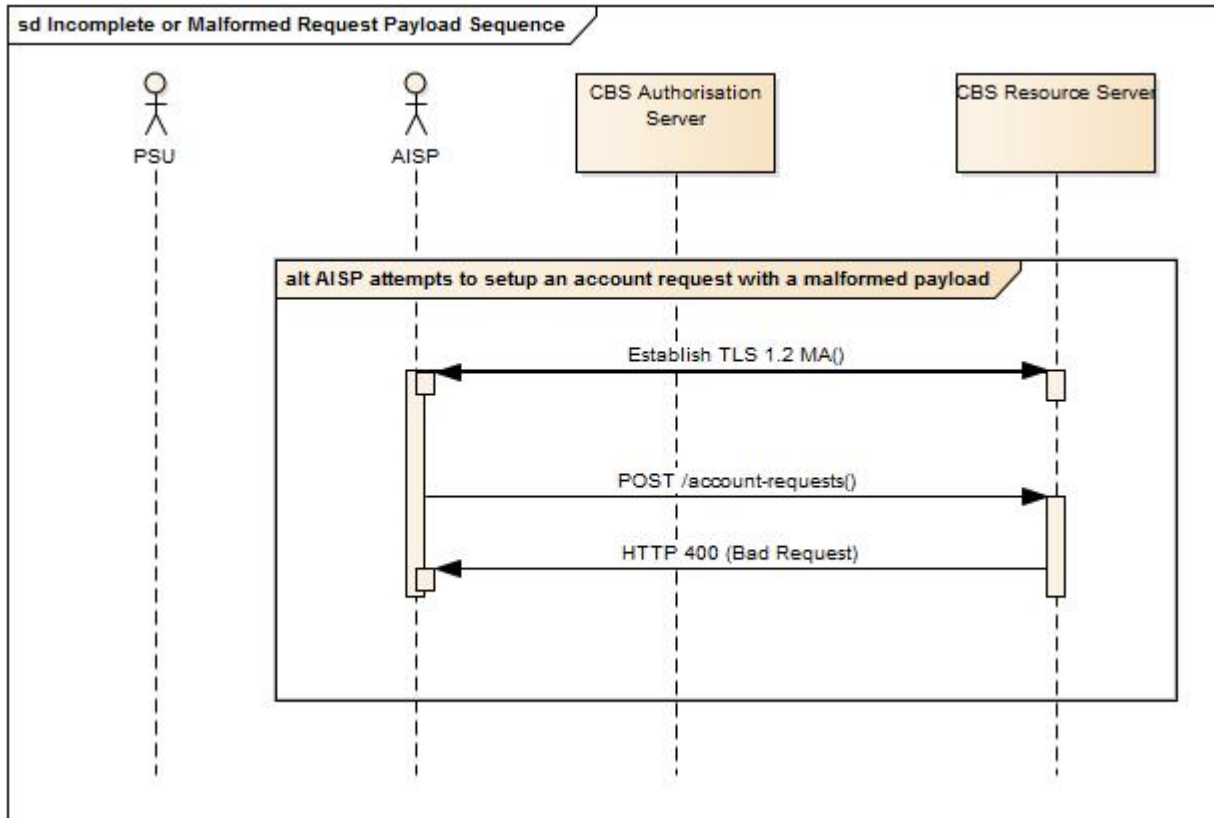 sd Incomplete or Malformed Request Payload Sequence
PSU
AISP
CBS Authorisation
Server
CBS Resource Server
alt AISP attempts to setup an account request with a malformed payload
Establish TLS 1.2 MA()
POST /account-requests()
HTTP 400 (Bad Request)